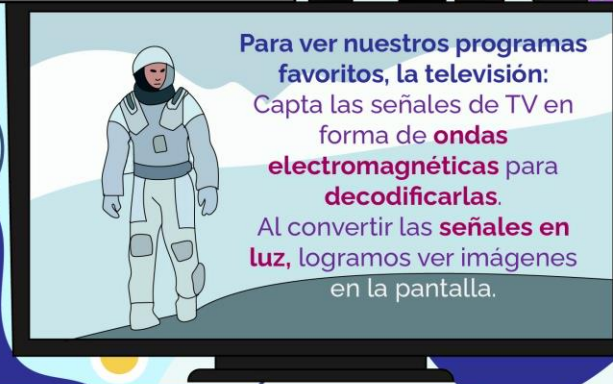 Para ver nuestros programas
favoritos, la televisión:
Capta las señales de TV en
forma de ondas
electromagnéticas para
decodificarlas.
Al convertir las señales en
luz, logramos ver imágenes
en la pantalla.